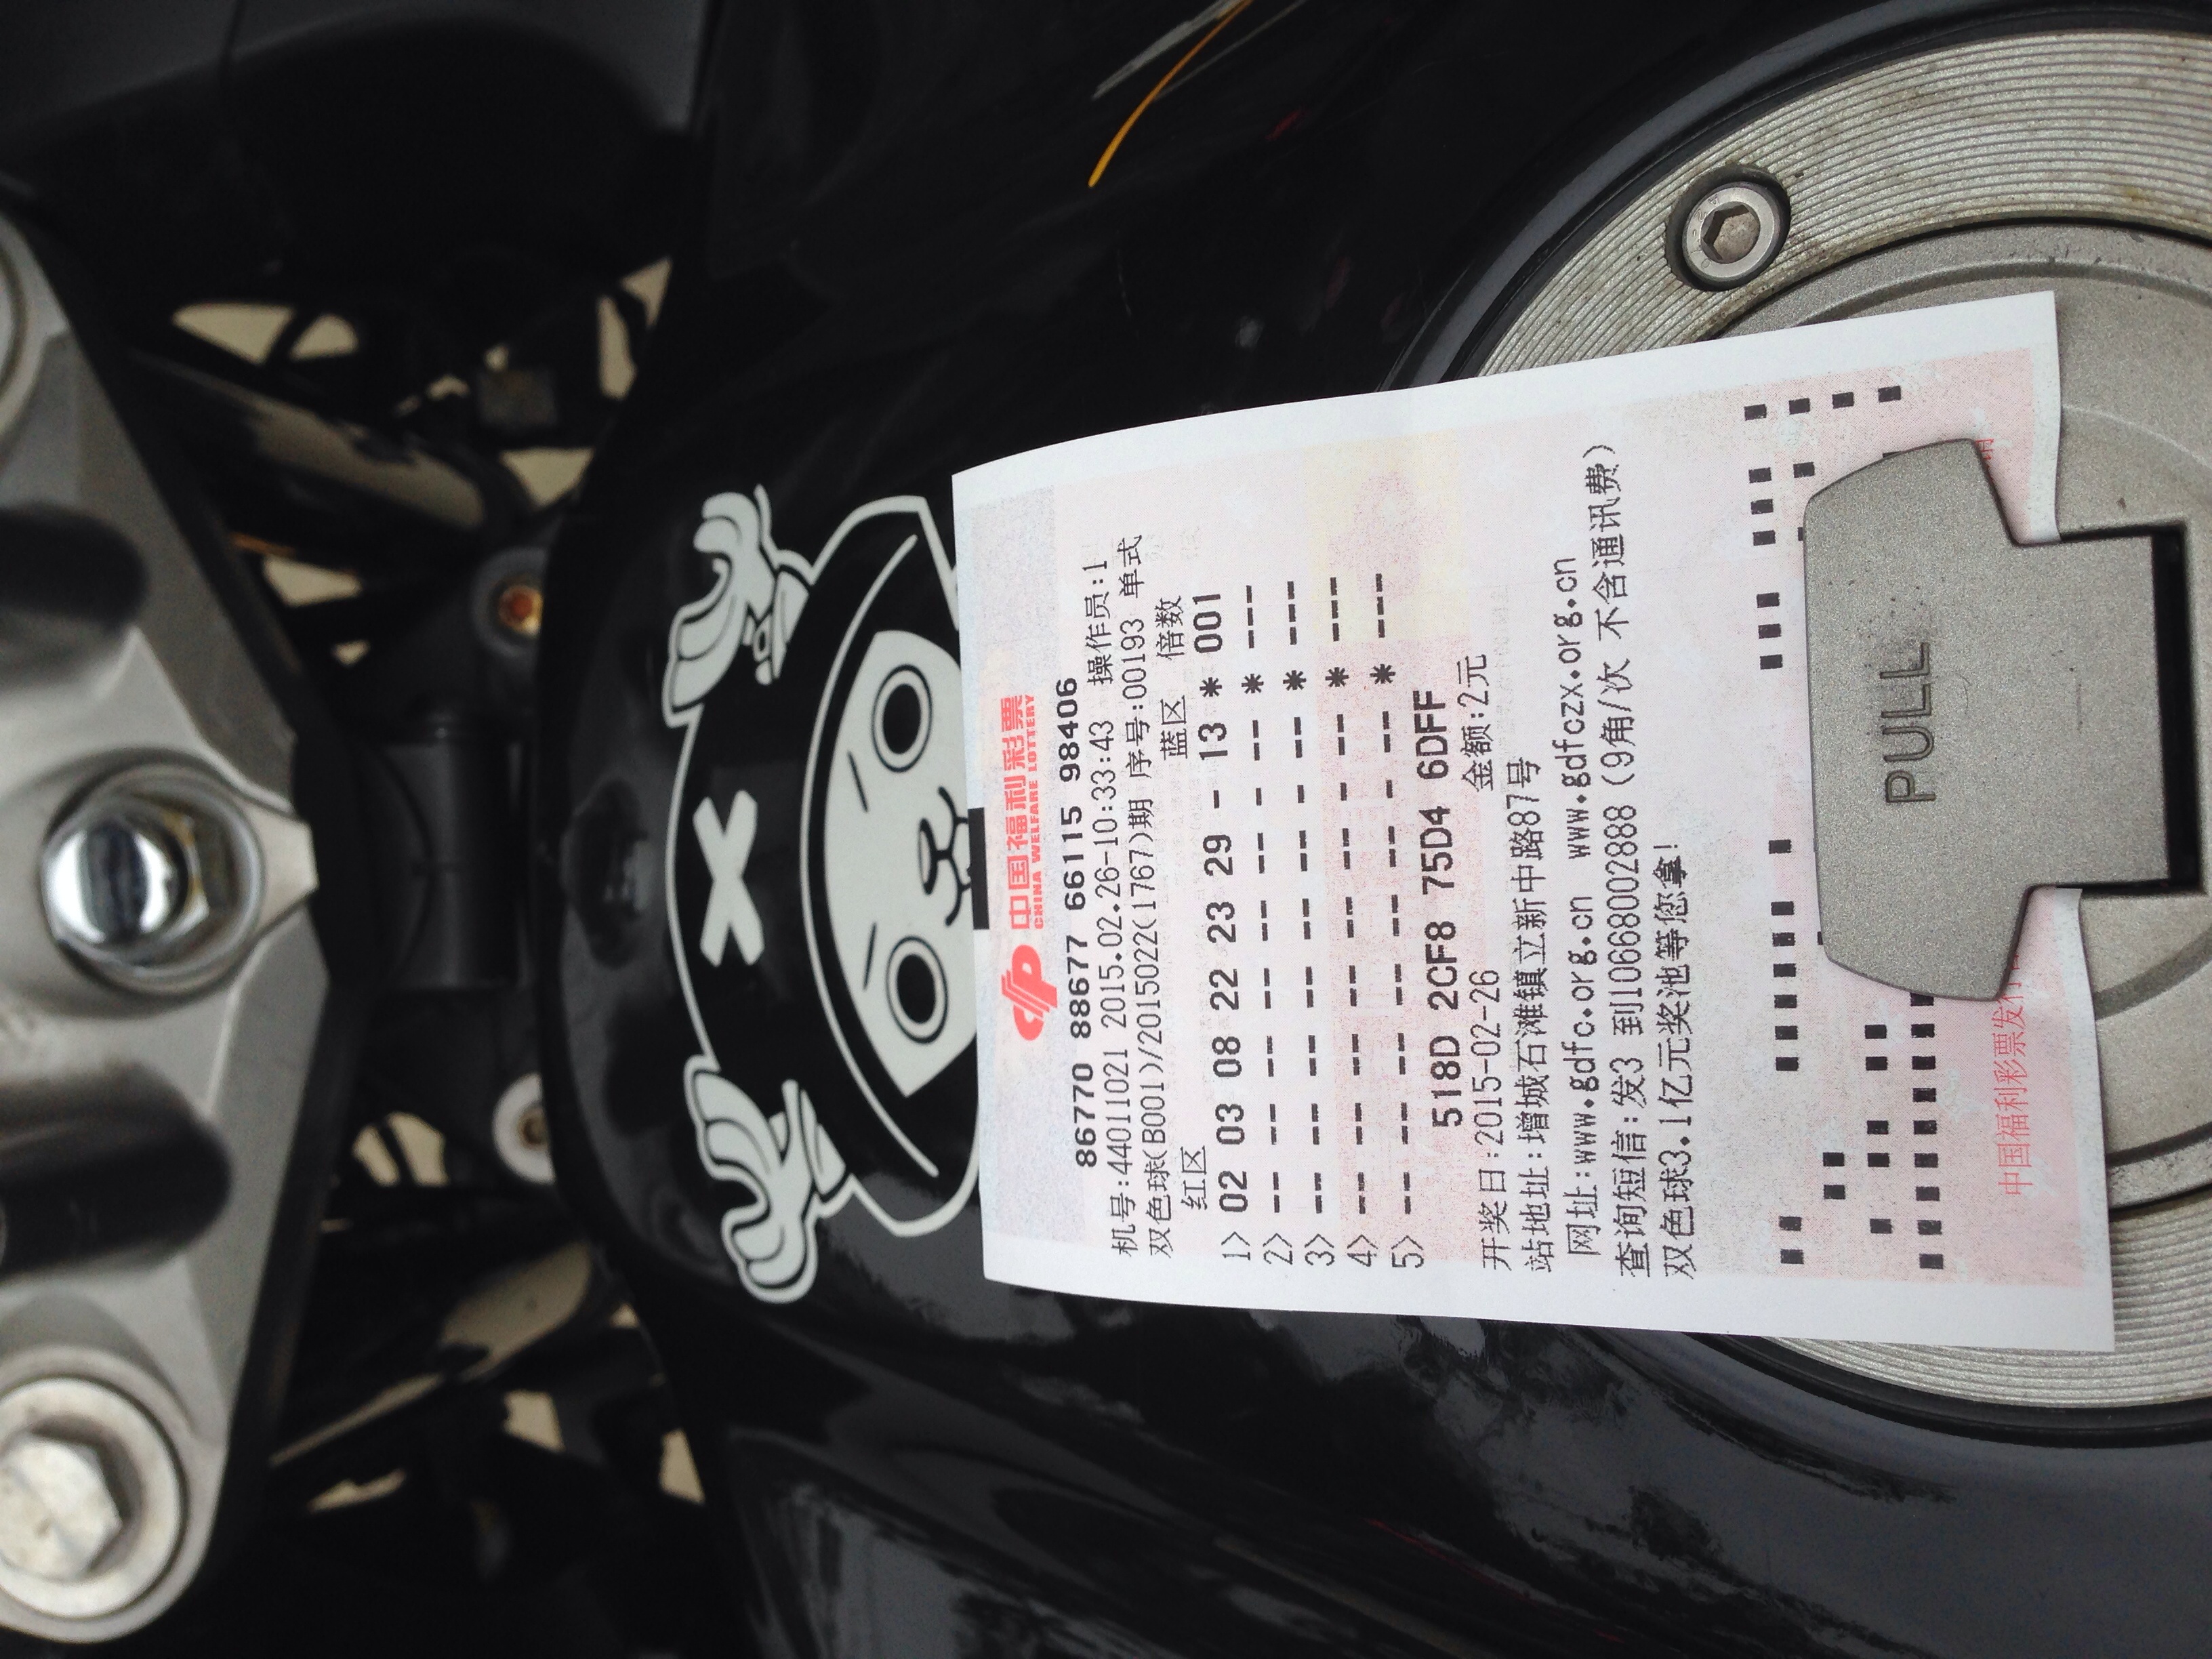 中国福利彩票
CHINA WELFARE LOTTERY
86770 88677 66115 98406
机号:44011021 2015.02.26-10:33:43 操作员:1
双色球(B001)/2015022(1767)期 序号:00193 单式
红区 蓝区 倍数
1> 02 03 08 22 23 29 - 13 * 001
2> -- -- -- -- -- -- - -- * ---
3> -- -- -- -- -- -- - -- * ---
4> -- -- -- -- -- -- - -- * ---
5> -- -- -- -- -- -- - -- * ---
518D 2CF8 75D4 6DFF
开奖日:2015-02-26 金额:2元
站地址:增城石滩镇立新中路87号
网址:www.gdfc.org.cn www.gdfczx.org.cn
查询短信:发3 到10668002888 (9角/次 不含通讯费)
双色球3.1亿元奖池等您拿!
中国福利彩票发行
PULL